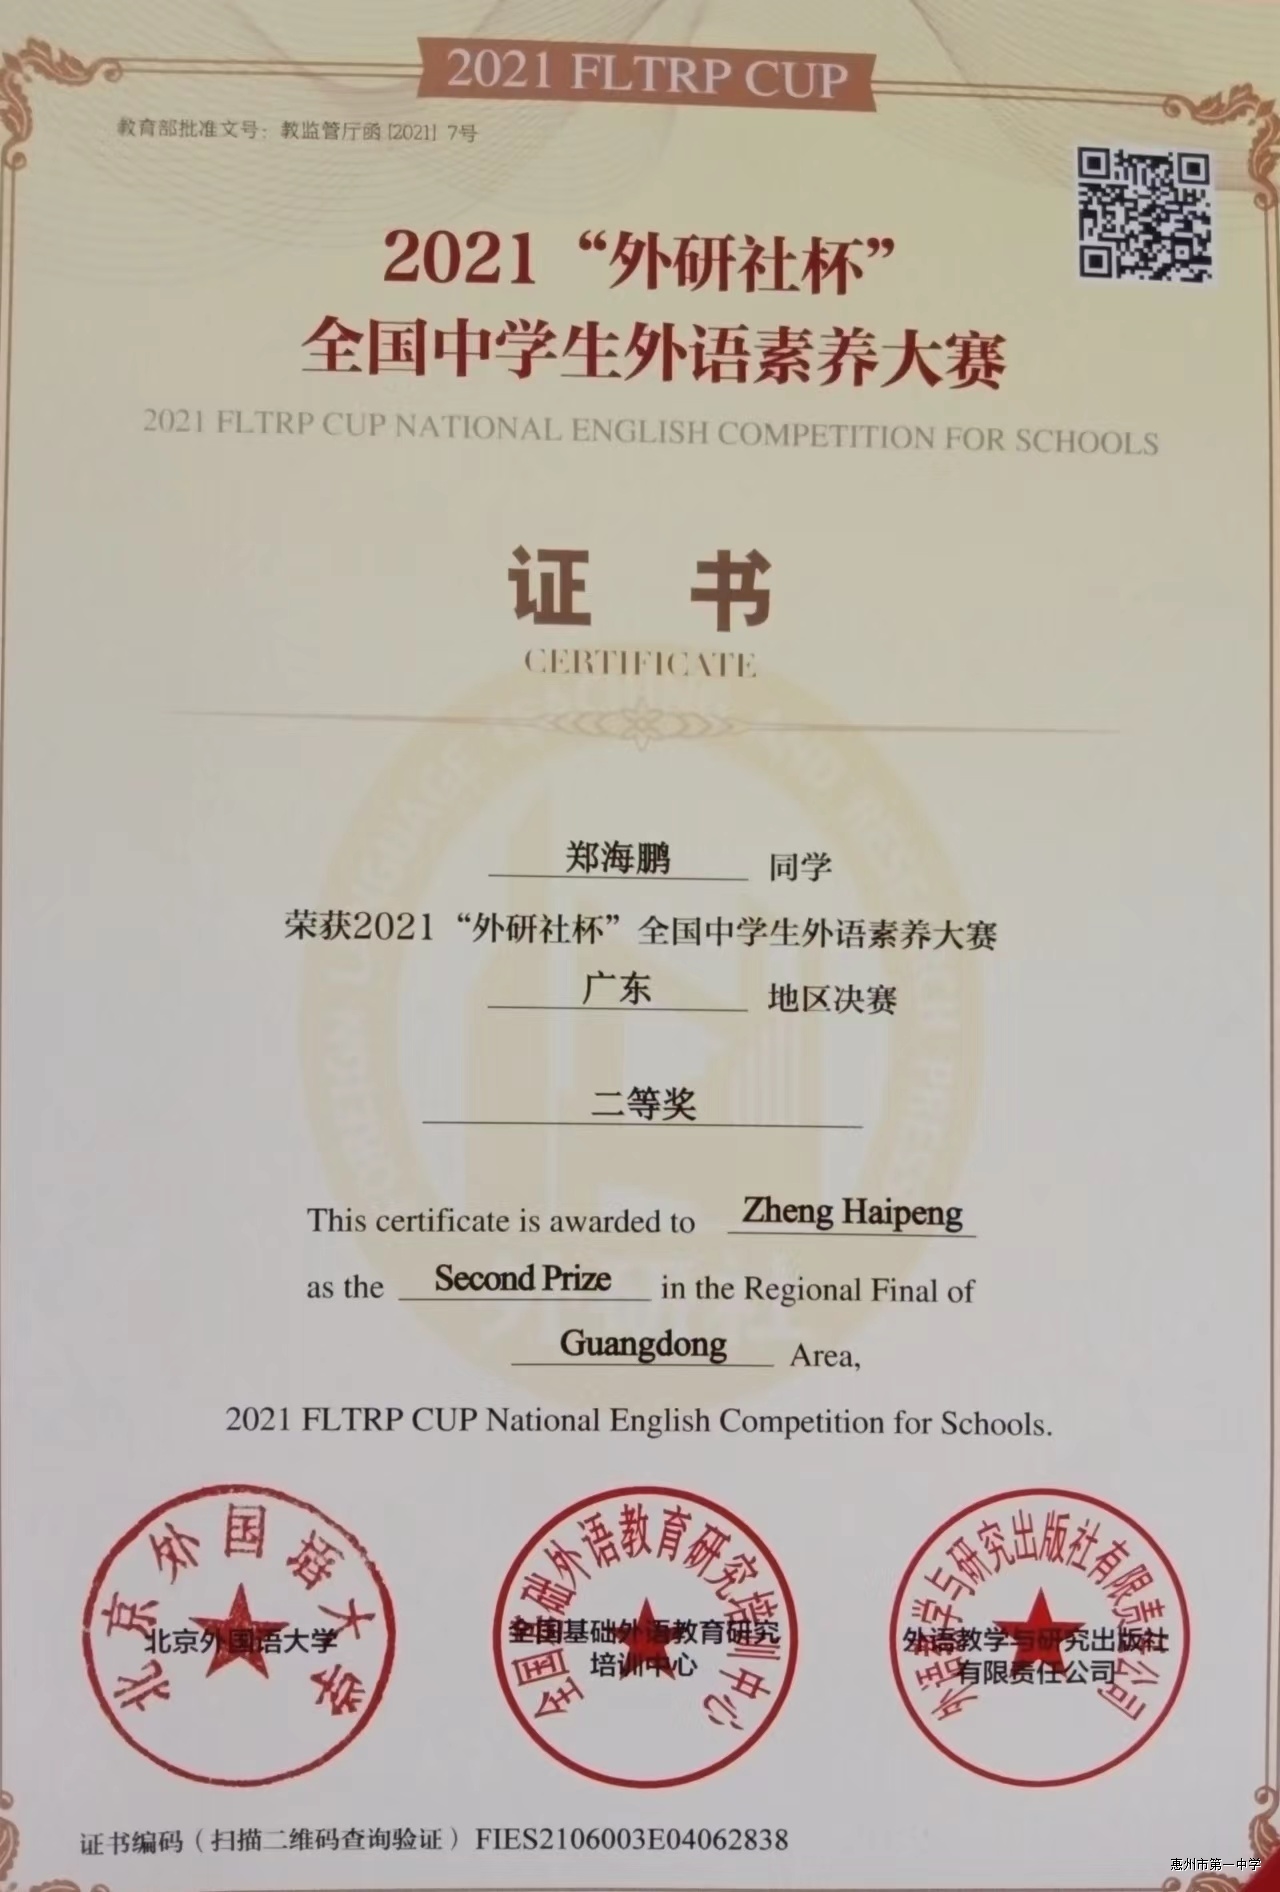 2021 FLTRP CUP
教育部批准文号：教监管厅函 [2021] 7号
2021 “外研社杯”
全国中学生外语素养大赛
2021 FLTRP CUP NATIONAL ENGLISH COMPETITION FOR SCHOOLS
证 书
CERTIFICATE
郑海鹏 同学
荣获2021 “外研社杯” 全国中学生外语素养大赛
广东 地区决赛
二等奖
This certificate is awarded to Zheng Haipeng
as the Second Prize in the Regional Final of
Guangdong Area,
2021 FLTRP CUP National English Competition for Schools.
北京外国语大学
北京外国语大学
全国基础外语教育研究培训中心
全国基础外语教育研究
培训中心
外语教学与研究出版社有限责任公司
外语教学与研究出版社
有限责任公司
证书编码（扫描二维码查询验证）FIES2106003E04062838
惠州市第一中学